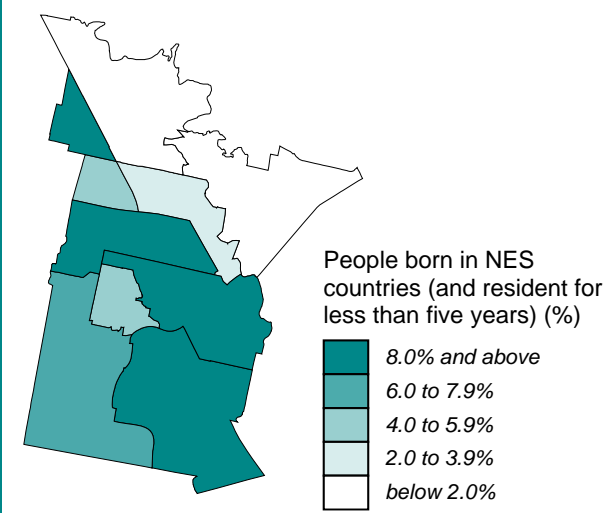 People born in NES
countries (and resident for
less than five years) (%)
8.0% and above
6.0 to 7.9%
4.0 to 5.9%
2.0 to 3.9%
below 2.0%